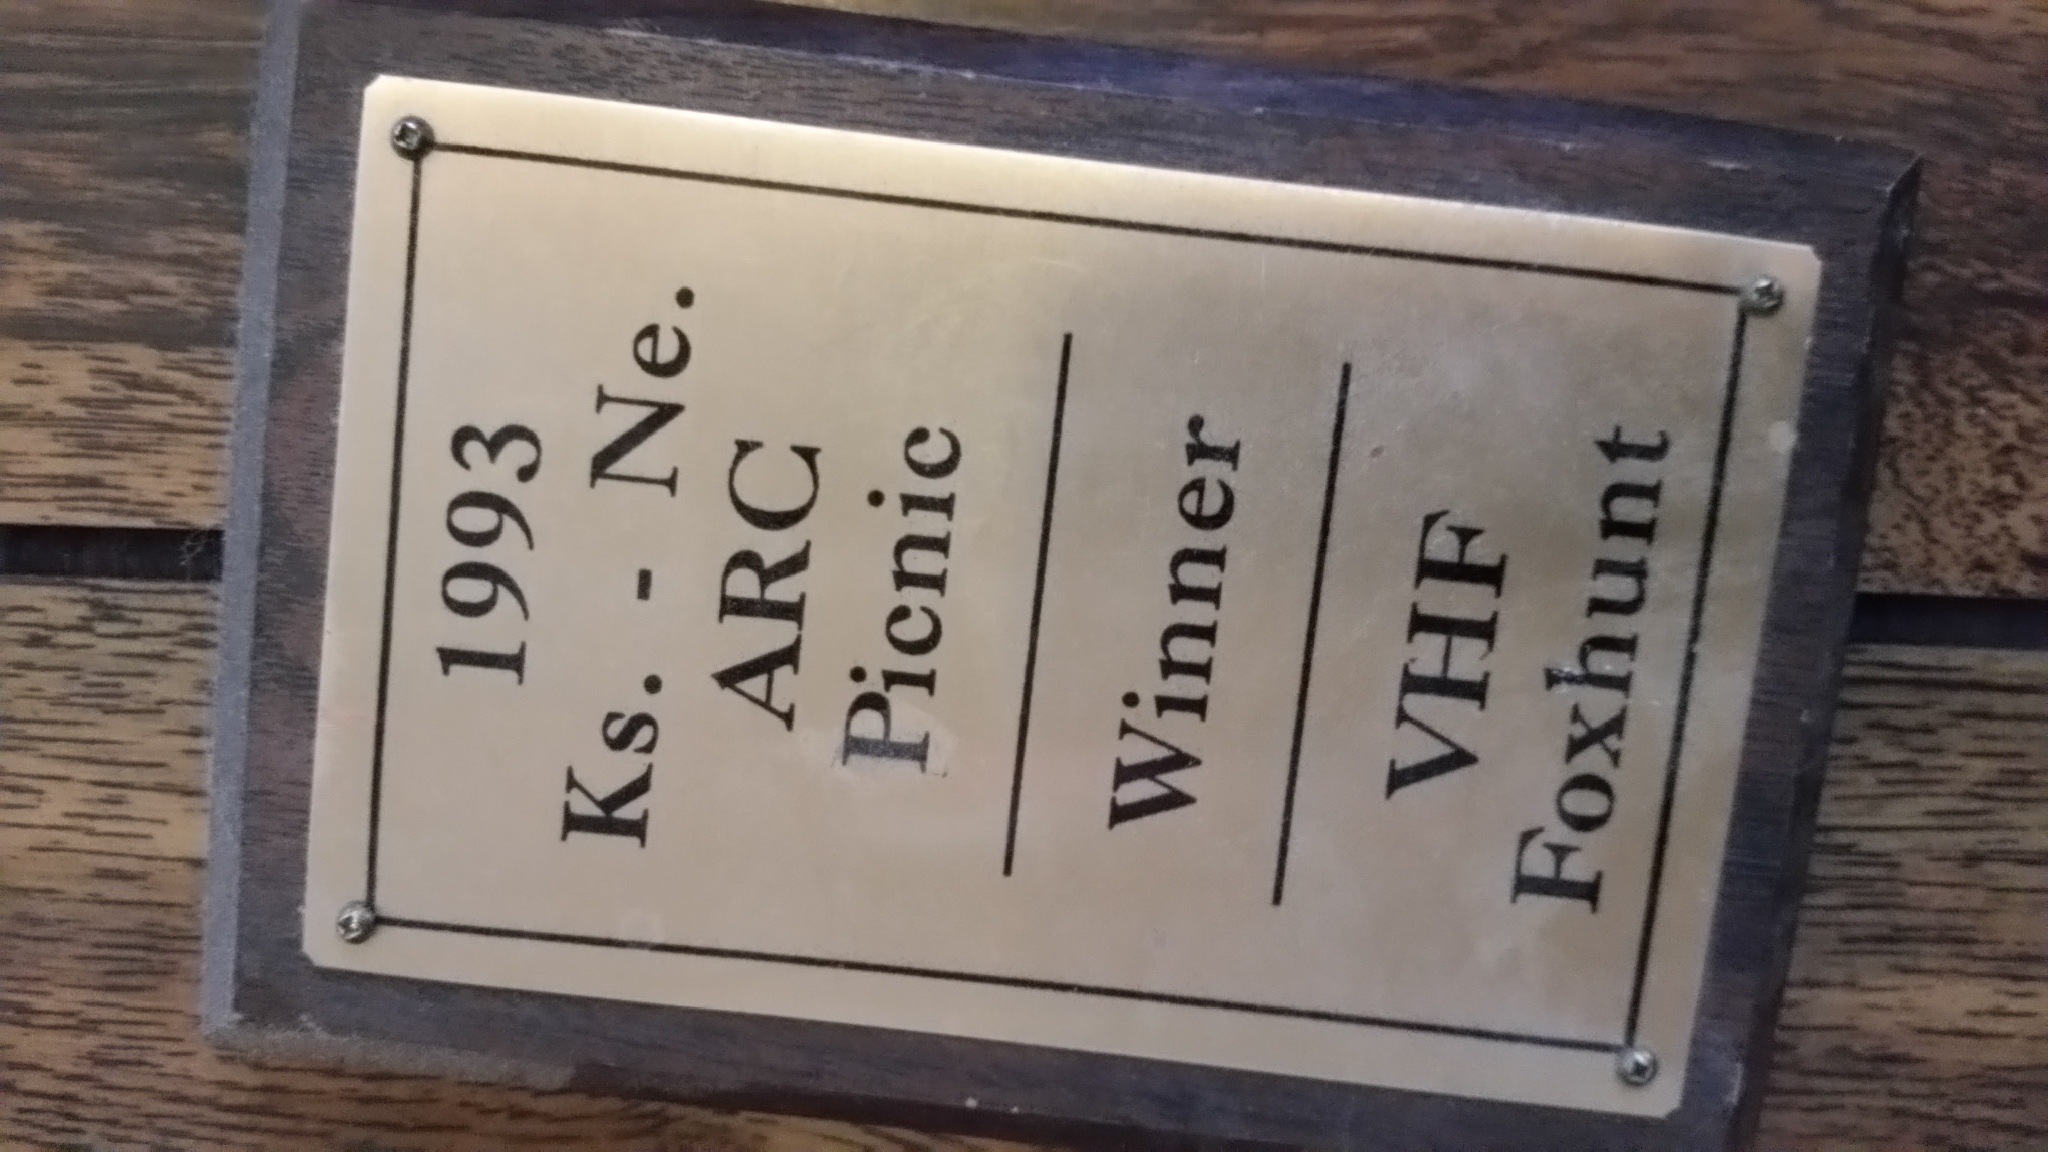 1993
Ks. - Ne.
ARC
Picnic
Winner
VHF
Foxhunt